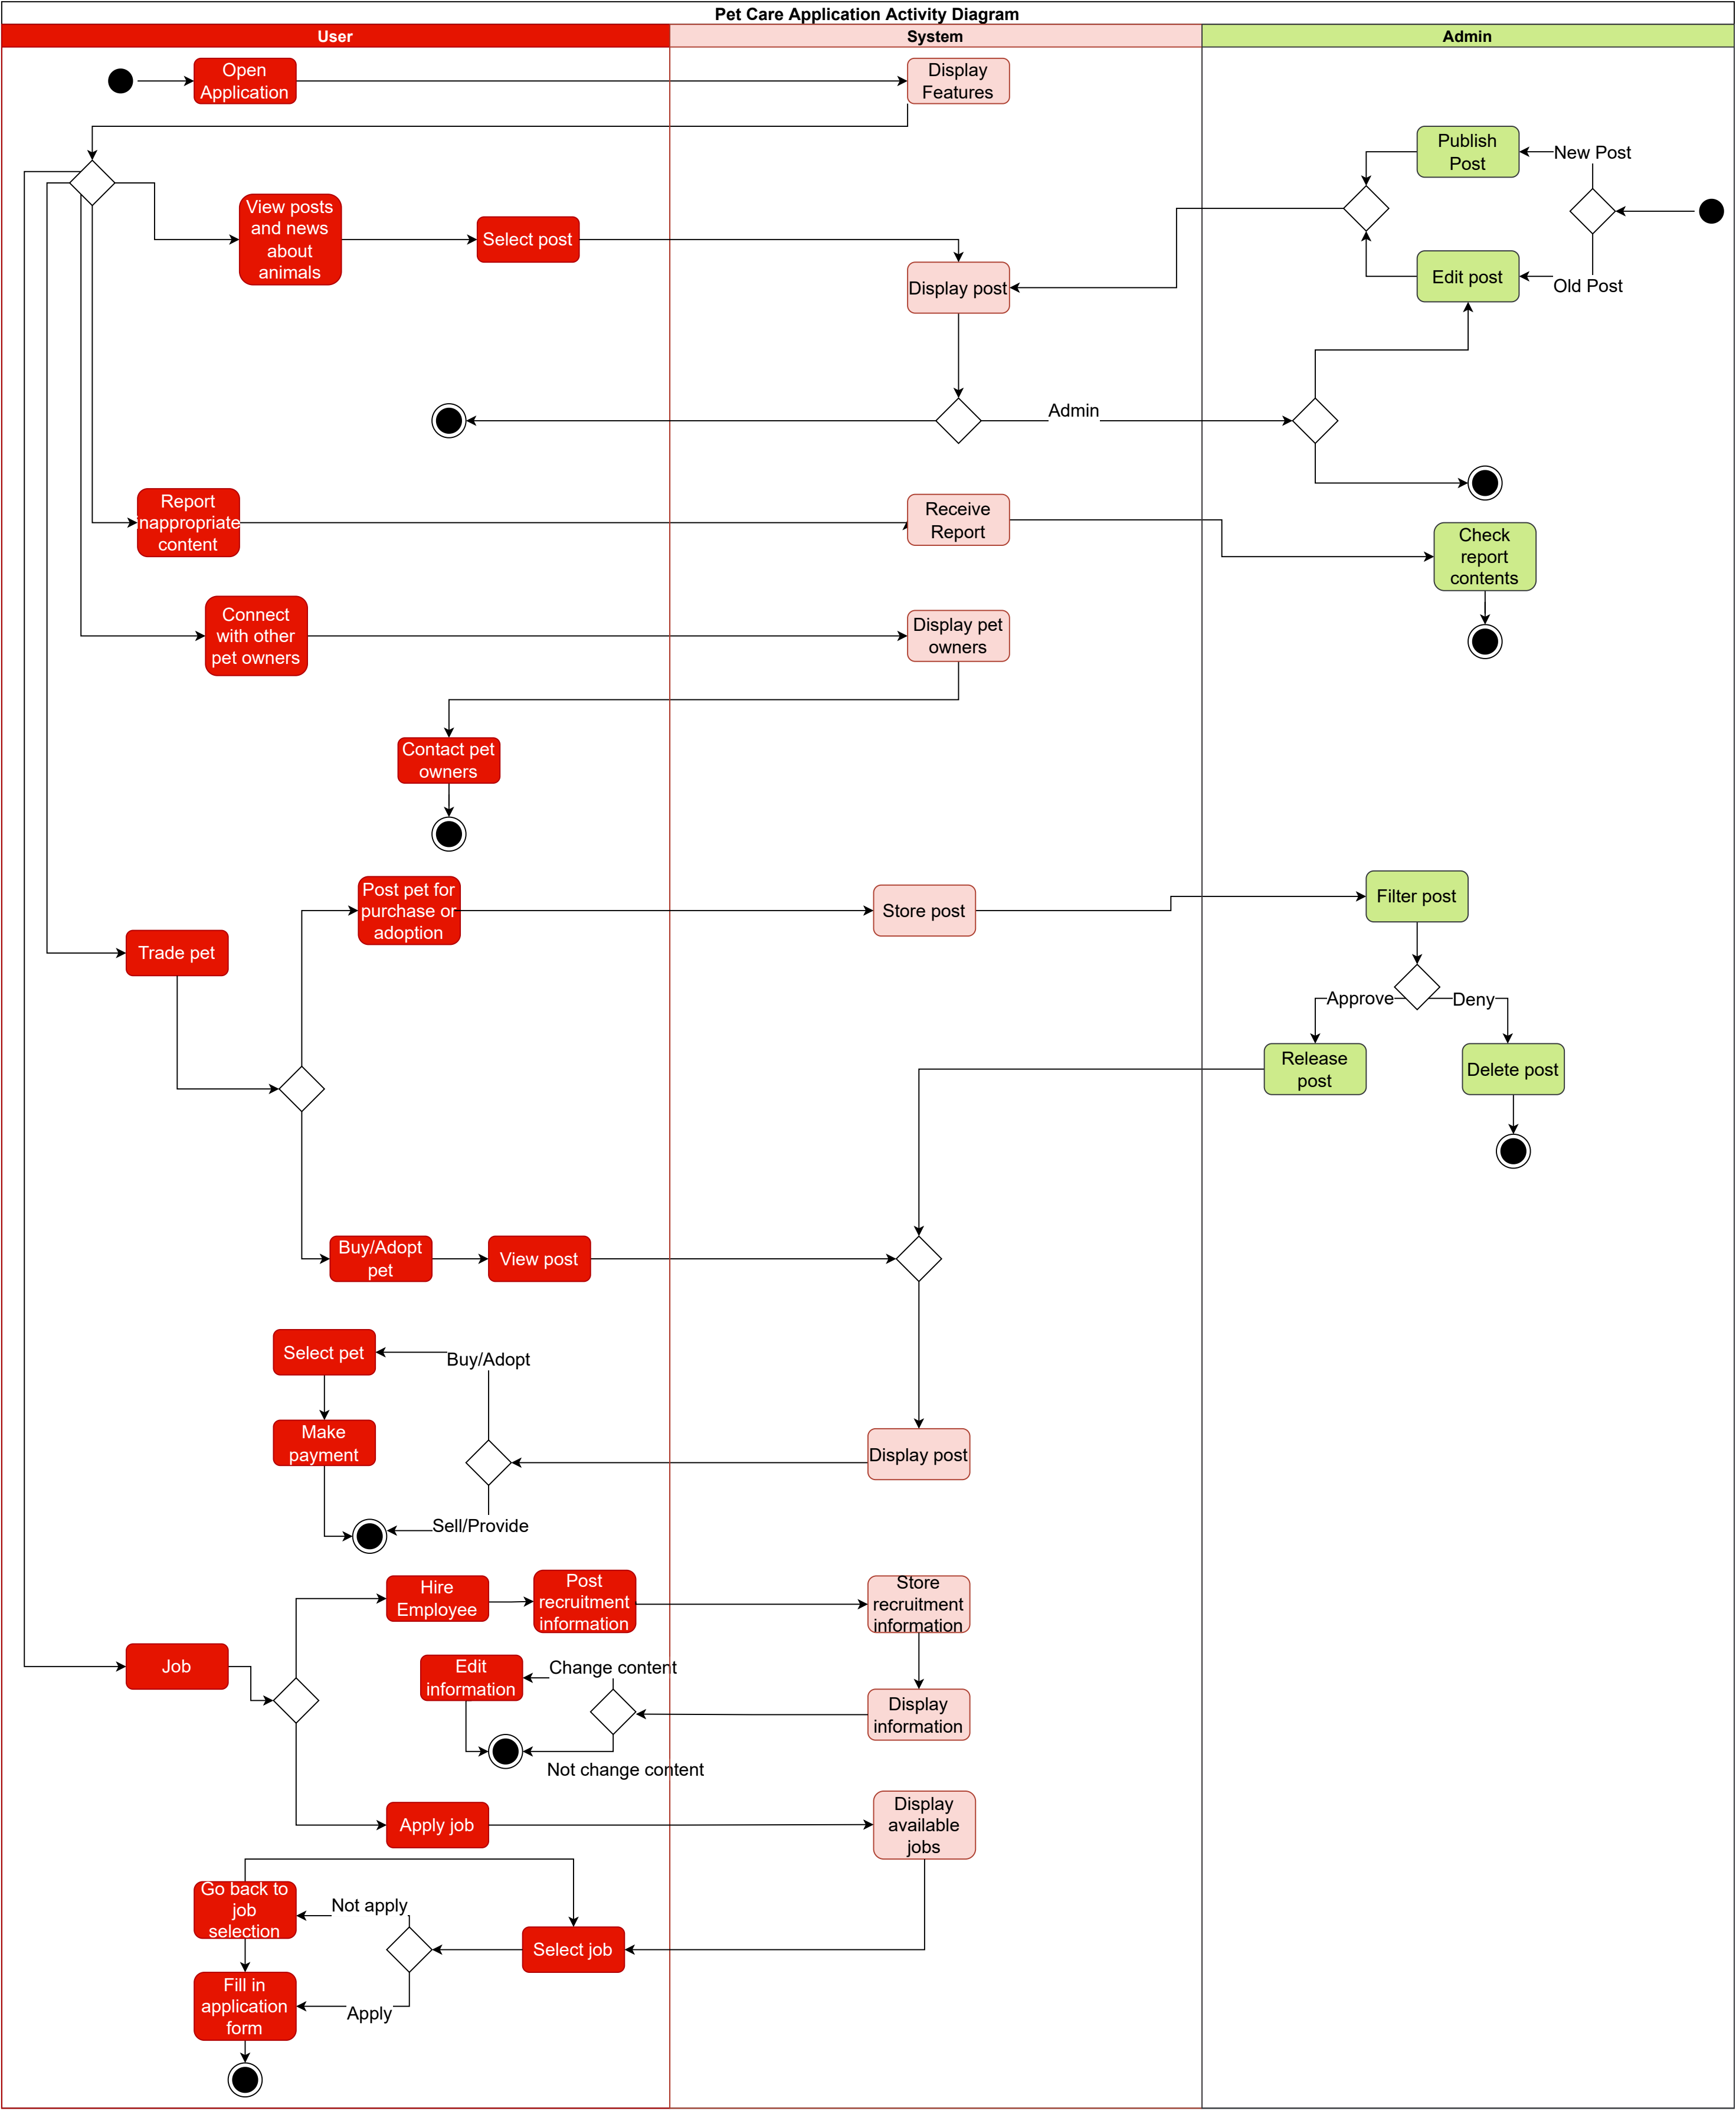 Pet Care Application Activity Diagram
User
System
Admin
Open
Application
Display
Features
Publish
Post
New Post
View posts
and news
about
animals
Select post
Display post
Edit post
Old Post
Admin
Report
inappropriate
content
Receive
Report
Check
report
contents
Connect
with other
pet owners
Display pet
owners
Contact pet
owners
Post pet for
purchase or
adoption
Store post
Filter post
Trade pet
Approve
Deny
Release
post
Delete post
Buy/Adopt
pet
View post
Select pet
Buy/Adopt
Make
payment
Display post
Sell/Provide
Hire
Employee
Post
recruitment
information
Store
recruitment
information
Job
Edit
information
Change content
Display
information
Not change content
Apply job
Display
available
jobs
Go back to
job
selection
Not apply
Select job
Fill in
application
form
Apply